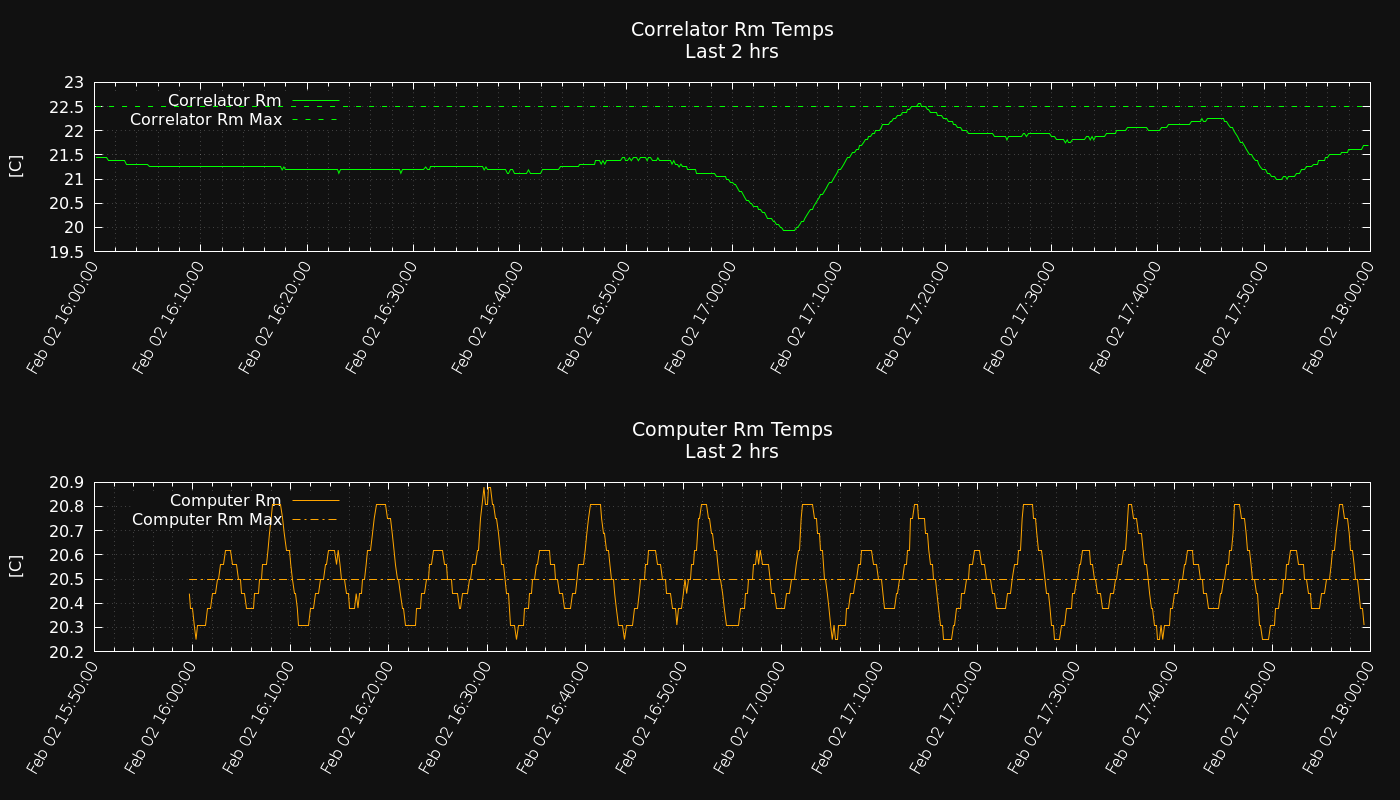 Correlator Rm Temps
Last 2 hrs
23
22.5
22
21.5
21
20.5
20
19.5
[C]
Correlator Rm
Correlator Rm Max
Feb 02 16:00:00
Feb 02 16:10:00
Feb 02 16:20:00
Feb 02 16:30:00
Feb 02 16:40:00
Feb 02 16:50:00
Feb 02 17:00:00
Feb 02 17:10:00
Feb 02 17:20:00
Feb 02 17:30:00
Feb 02 17:40:00
Feb 02 17:50:00
Feb 02 18:00:00
Computer Rm Temps
Last 2 hrs
20.9
20.8
20.7
20.6
20.5
20.4
20.3
20.2
[C]
Computer Rm
Computer Rm Max
Feb 02 15:50:00
Feb 02 16:00:00
Feb 02 16:10:00
Feb 02 16:20:00
Feb 02 16:30:00
Feb 02 16:40:00
Feb 02 16:50:00
Feb 02 17:00:00
Feb 02 17:10:00
Feb 02 17:20:00
Feb 02 17:30:00
Feb 02 17:40:00
Feb 02 17:50:00
Feb 02 18:00:00